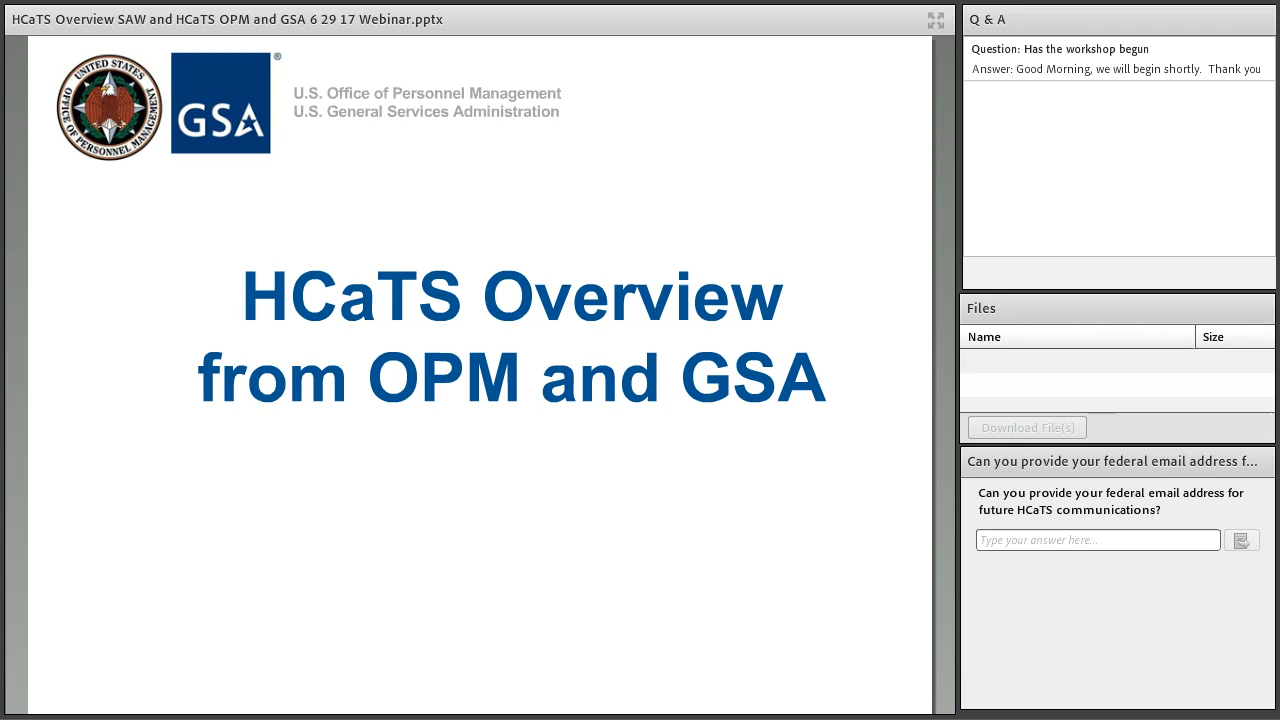 HCaTS Overview SAW and HCaTS OPM and GSA 6 29 17 Webinar.pptx
UNITED STATES
OFFICE OF PERSONNEL MANAGEMENT
GSA
®
U.S. Office of Personnel Management
U.S. General Services Administration
HCaTS Overview
from OPM and GSA
Q & A
Question: Has the workshop begun
Answer: Good Morning, we will begin shortly. Thank you
Files
Name Size
Download File(s)
Can you provide your federal email address f...
Can you provide your federal email address for
future HCaTS communications?
Type your answer here...